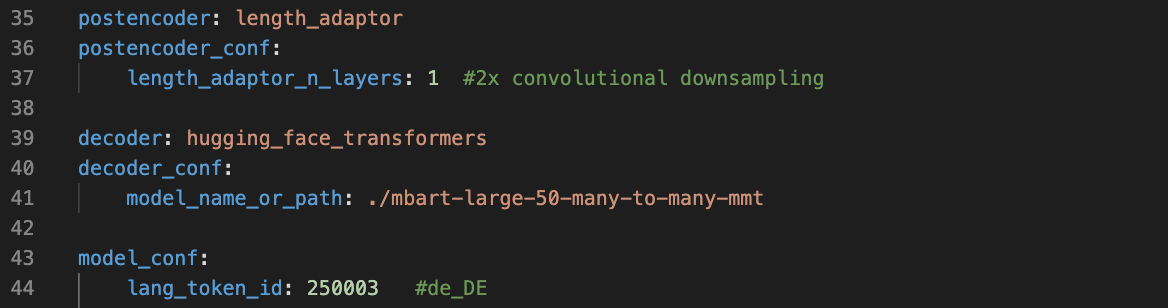 35 postencoder: length_adaptor
36 postencoder_conf:
37 length_adaptor_n_layers: 1 #2x convolutional downsampling
38
39 decoder: hugging_face_transformers
40 decoder_conf:
41 model_name_or_path: ./mbart-large-50-many-to-many-mmt
42
43 model_conf:
44 lang_token_id: 250003 #de_DE